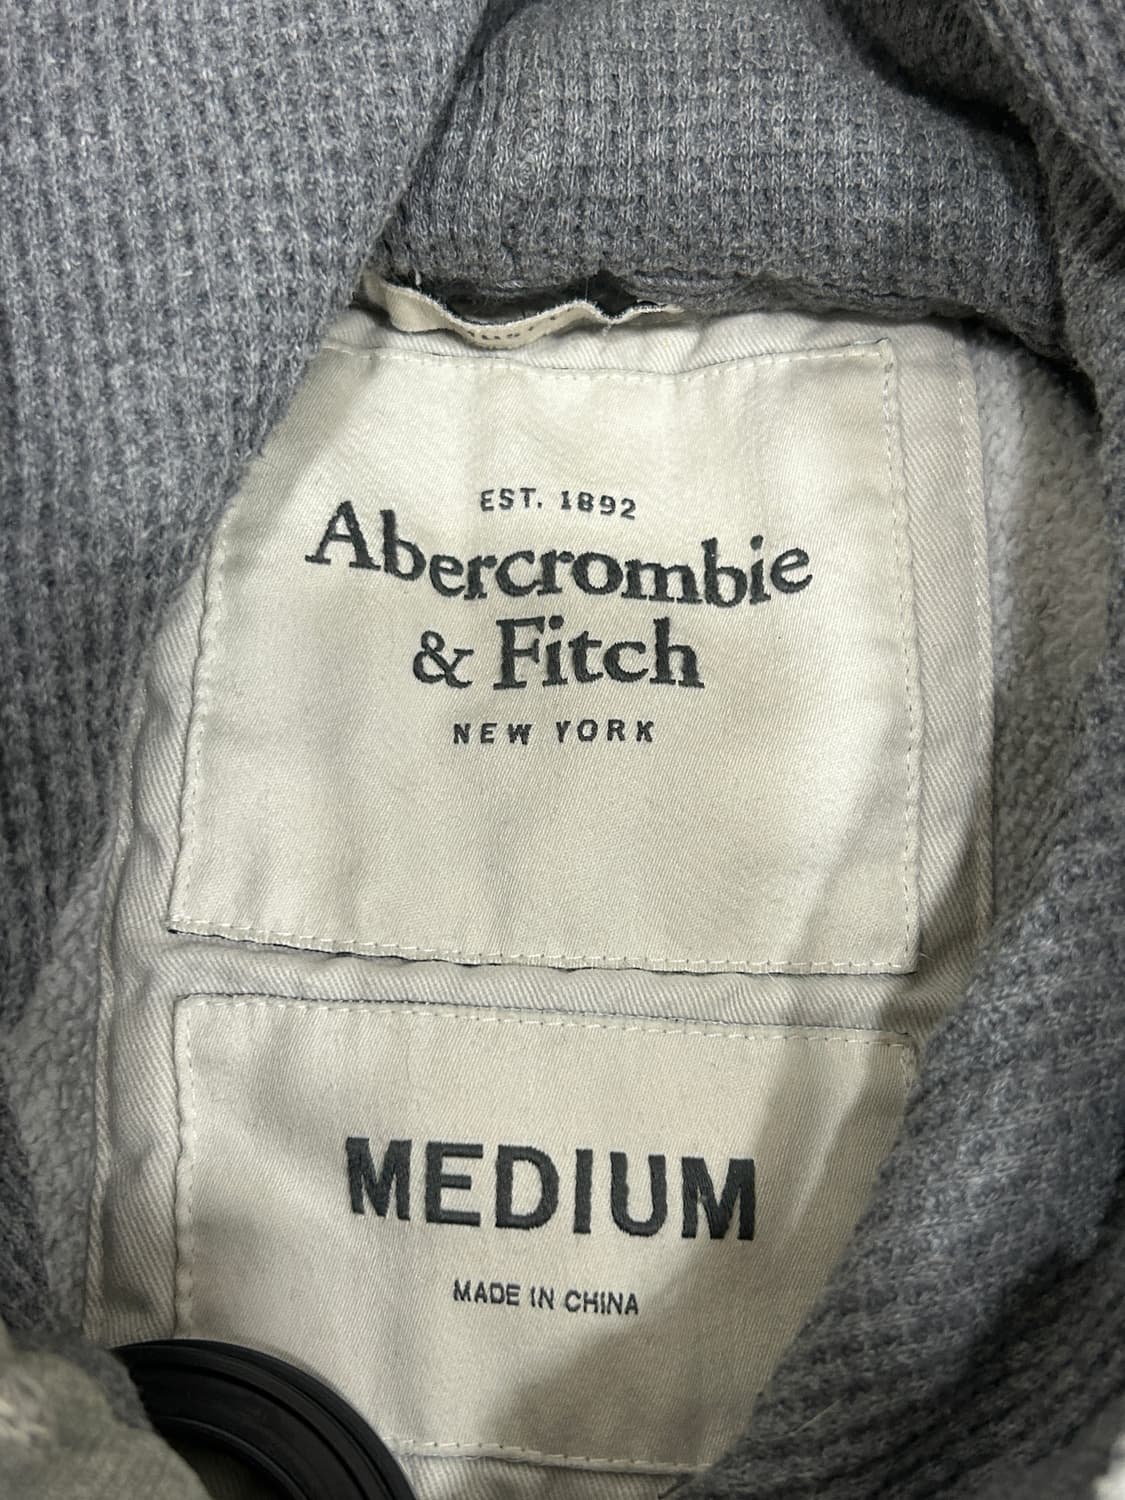 EST. 1892
Abercrombie
& Fitch
NEW YORK
MEDIUM
MADE IN CHINA